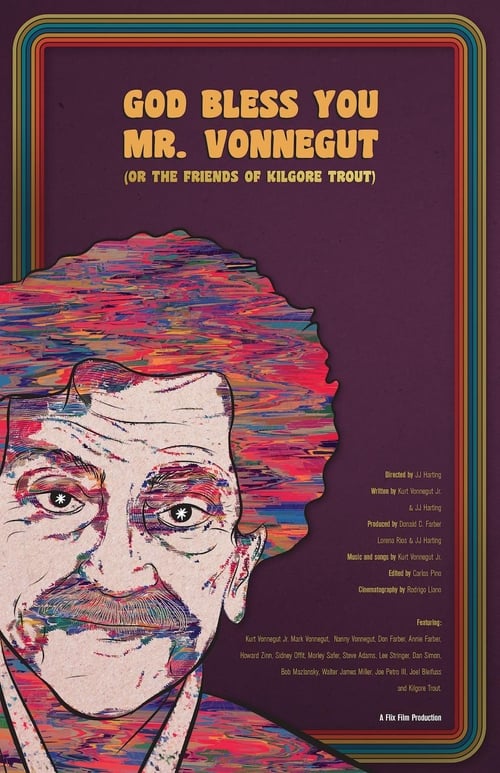 GOD BLESS YOU
MR. VONNEGUT
(OR THE FRIENDS OF KILGORE TROUT)
Directed by JJ Harting
Written by Kurt Vonnegut Jr.
& JJ Harting
Produced by Donald C. Farber
Lorena Rios & JJ Harting
Music and songs by Kurt Vonnegut Jr.
Edited by Carlos Pino
Cinematography by Rodrigo Llano
Featuring:
Kurt Vonnegut Jr. Mark Vonnegut, Nanny Vonnegut, Don Farber, Annie Farber,
Howard Zinn, Sidney Offit, Morley Safer, Steve Adams, Lee Stringer, Dan Simon,
Bob Mazlansky, Walter James Miller, Joe Petro III, Joel Bleifuss
and Kilgore Trout.
A Flix Film Production